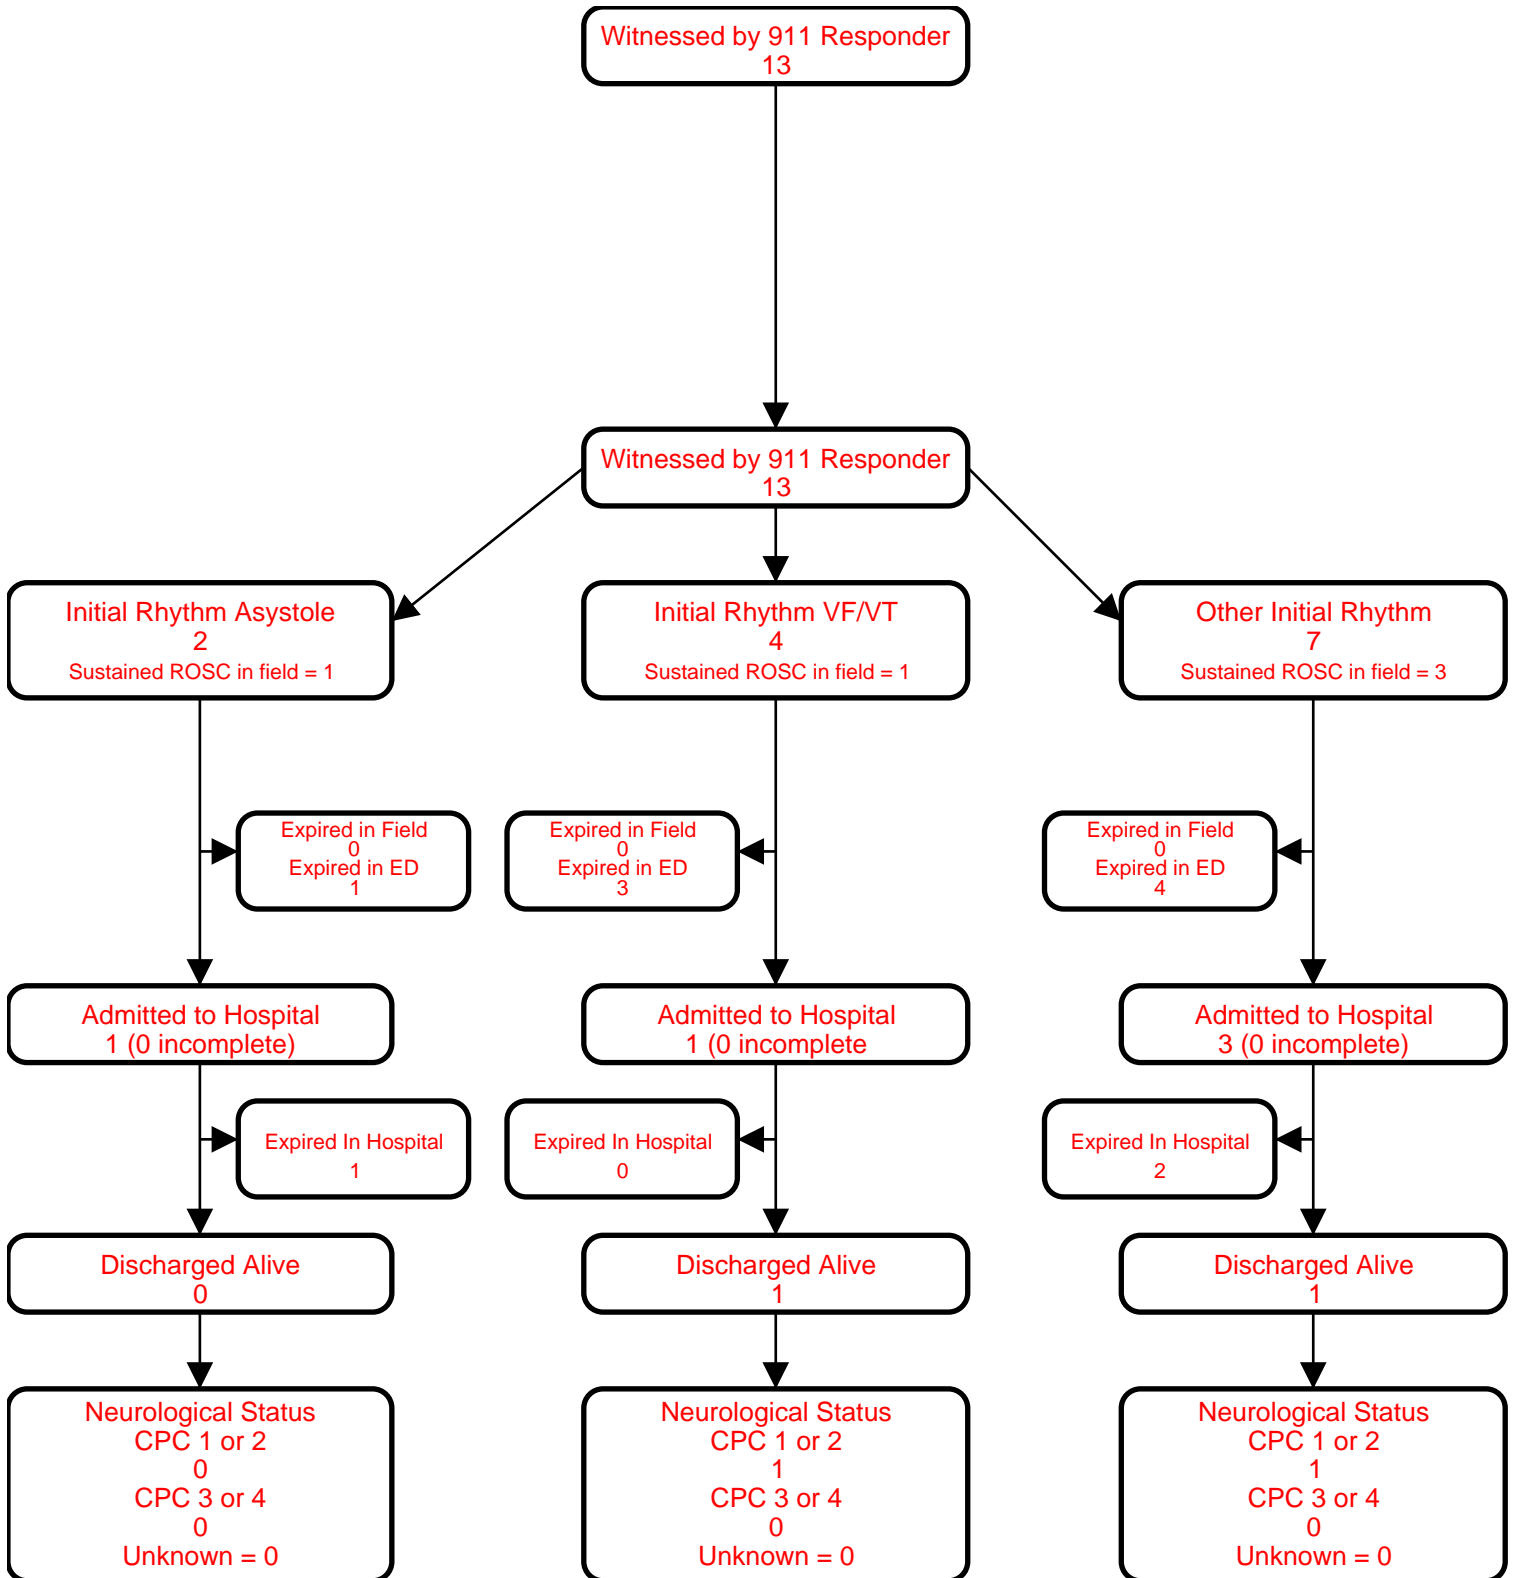 Witnessed by 911 Responder
13
Witnessed by 911 Responder
13
Initial Rhythm Asystole
2
Sustained ROSC in field = 1
Initial Rhythm VF/VT
4
Sustained ROSC in field = 1
Other Initial Rhythm
7
Sustained ROSC in field = 3
Expired in Field
0
Expired in ED
1
Expired in Field
0
Expired in ED
3
Expired in Field
0
Expired in ED
4
Admitted to Hospital
1 (0 incomplete)
Admitted to Hospital
1 (0 incomplete
Admitted to Hospital
3 (0 incomplete)
Expired In Hospital
1
Expired In Hospital
0
Expired In Hospital
2
Discharged Alive
0
Discharged Alive
1
Discharged Alive
1
Neurological Status
CPC 1 or 2
0
CPC 3 or 4
0
Unknown = 0
Neurological Status
CPC 1 or 2
1
CPC 3 or 4
0
Unknown = 0
Neurological Status
CPC 1 or 2
1
CPC 3 or 4
0
Unknown = 0